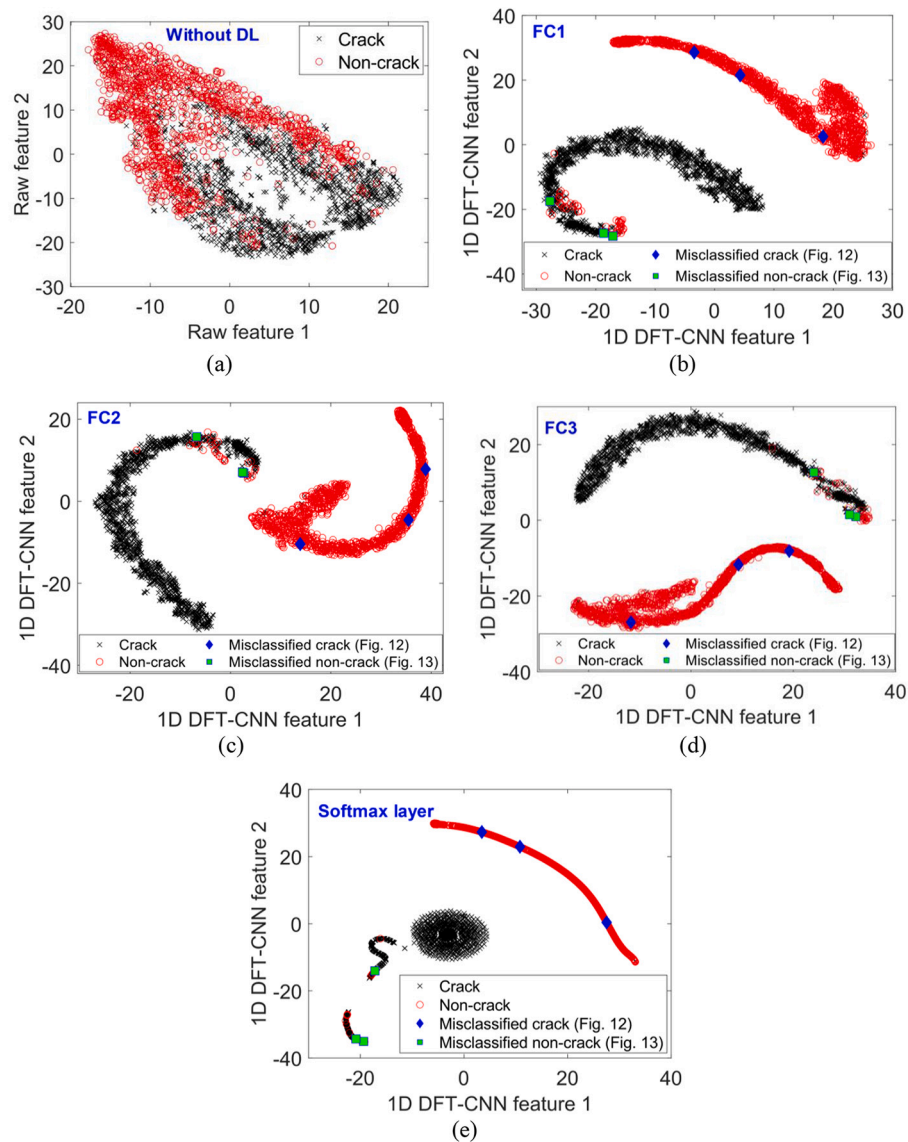 Without DL
Crack
Non-crack
30
20
10
0
-10
-20
-30
-20
-10
0
10
20
Raw feature 2
Raw feature 1
(a)
FC1
40
20
0
-20
-40
-30
-20
-10
0
10
20
30
1D DFT-CNN feature 2
Crack
Misclassified crack (Fig. 12)
Non-crack
Misclassified non-crack (Fig. 13)
1D DFT-CNN feature 1
(b)
FC2
20
0
-20
-40
-20
0
20
40
1D DFT-CNN feature 2
Crack
Misclassified crack (Fig. 12)
Non-crack
Misclassified non-crack (Fig. 13)
1D DFT-CNN feature 1
(c)
FC3
20
0
-20
-40
-20
0
20
40
1D DFT-CNN feature 2
Crack
Misclassified crack (Fig. 12)
Non-crack
Misclassified non-crack (Fig. 13)
1D DFT-CNN feature 1
(d)
Softmax layer
40
20
0
-20
-40
-20
0
20
40
1D DFT-CNN feature 2
Crack
Non-crack
Misclassified crack (Fig. 12)
Misclassified non-crack (Fig. 13)
1D DFT-CNN feature 1
(e)